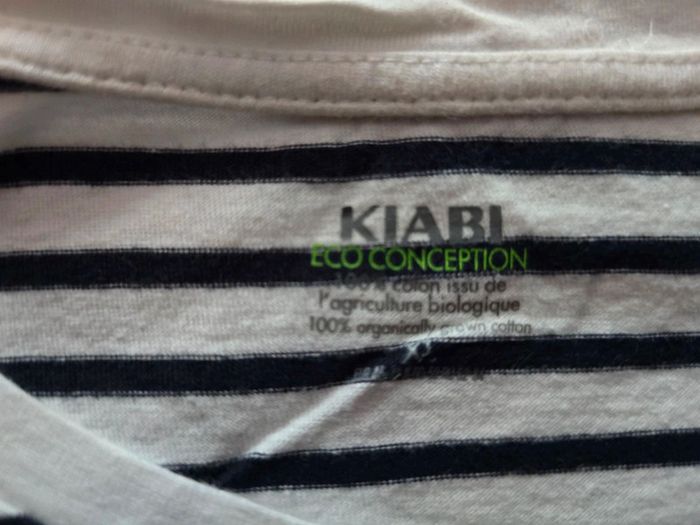 KIABI
ECO CONCEPTION
100% coton issu de
l'agriculture biologique
100% organically grown cotton